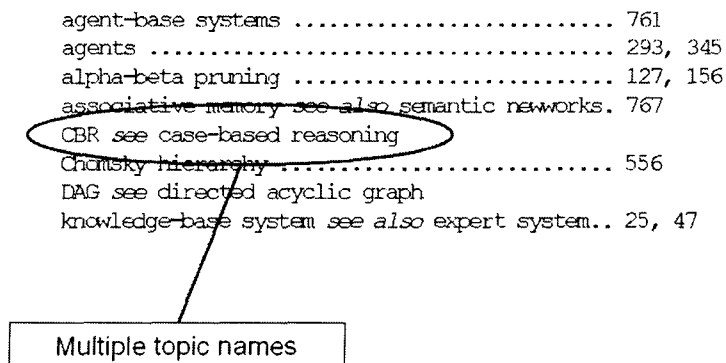 agent-base systems ................................ 761
agents ............................................ 293, 345
alpha-beta pruning ................................ 127, 156
associative memory see also semantic newworks. 767
CBR see case-based reasoning
Chomsky hierarchy ................................. 556
DAG see directed acyclic graph
knowledge-base system see also expert system.. 25, 47
Multiple topic names